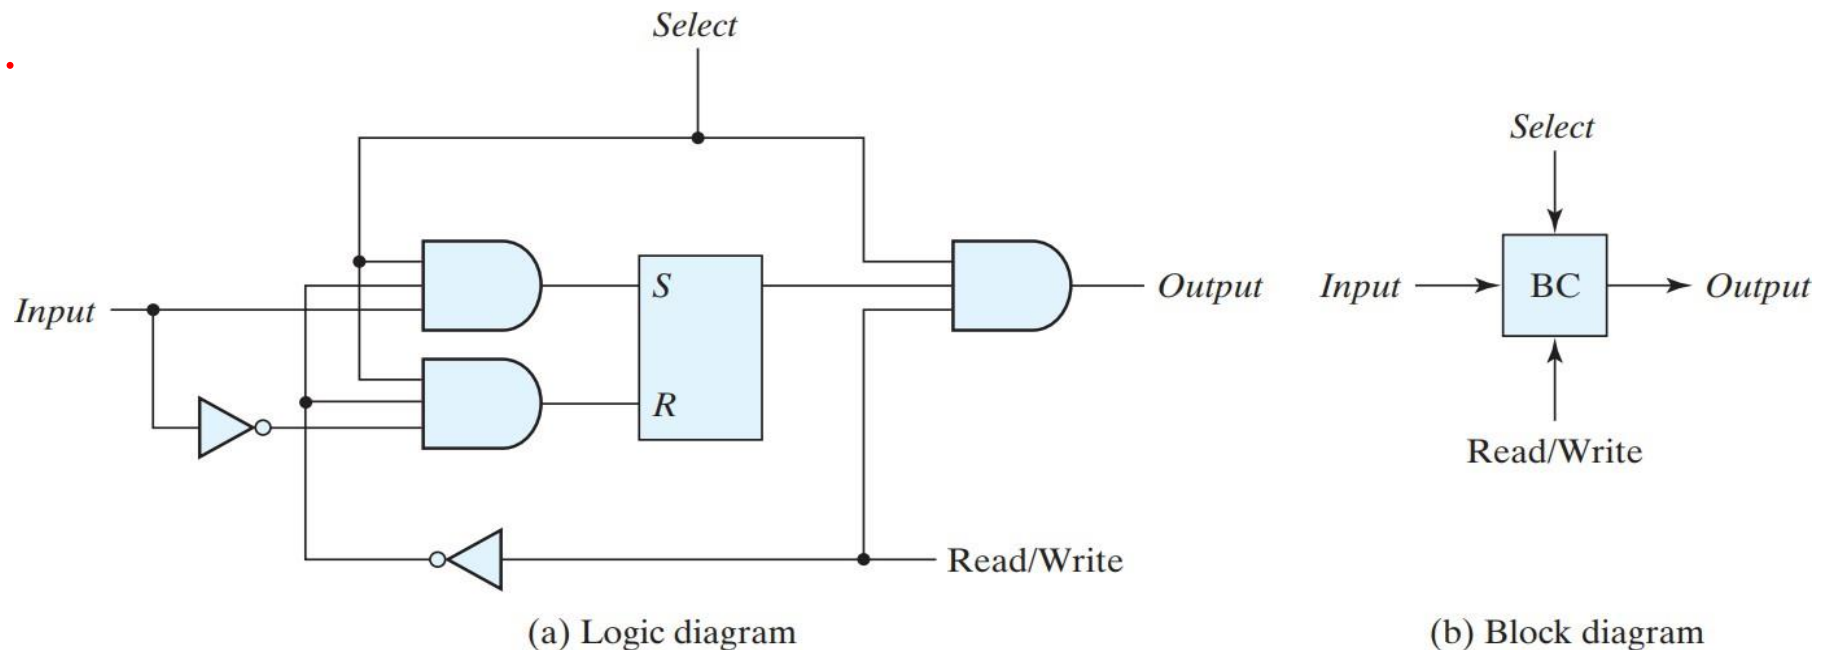 Select
Input
S
R
Output
Read/Write
(a) Logic diagram
Select
Input
BC
Output
Read/Write
(b) Block diagram